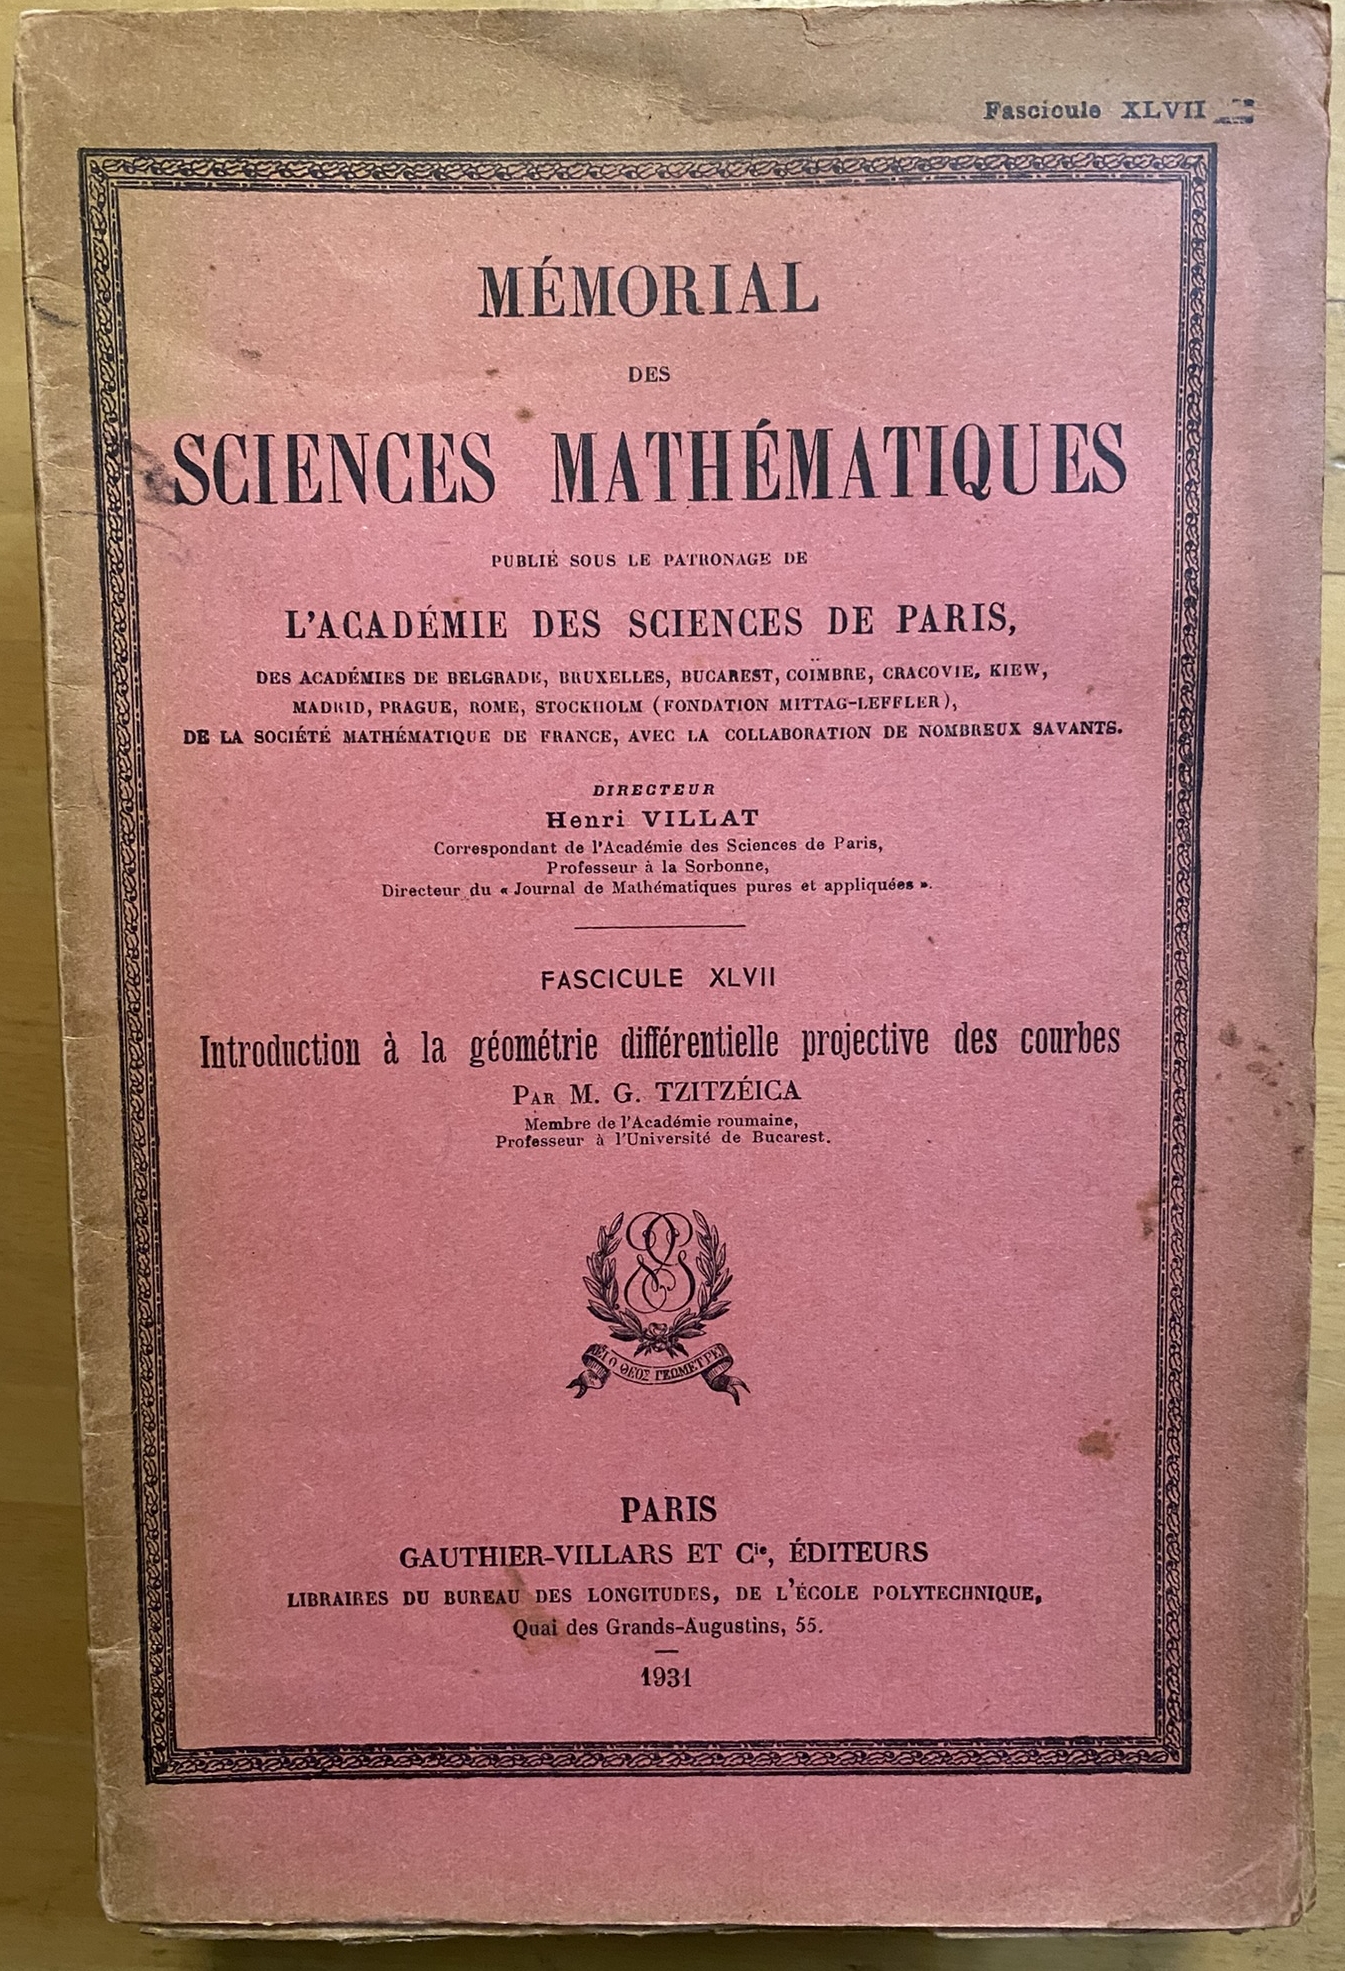 Fascicule XLVII
MÉMORIAL
DES
SCIENCES MATHÉMATIQUES
PUBLIÉ SOUS LE PATRONAGE DE
L'ACADÉMIE DES SCIENCES DE PARIS,
DES ACADÉMIES DE BELGRADE, BRUXELLES, BUCAREST, COÏMBRE, CRACOVIE, KIEW,
MADRID, PRAGUE, ROME, STOCKHOLM (FONDATION MITTAG-LEFFLER),
DE LA SOCIÉTÉ MATHÉMATIQUE DE FRANCE, AVEC LA COLLABORATION DE NOMBREUX SAVANTS.
DIRECTEUR
Henri VILLAT
Correspondant de l'Académie des Sciences de Paris,
Professeur à la Sorbonne,
Directeur du « Journal de Mathématiques pures et appliquées ».
FASCICULE XLVII
Introduction à la géométrie différentielle projective des courbes
PAR M. G. TZITZÉICA
Membre de l'Académie roumaine,
Professeur à l'Université de Bucarest.
ΕΙ Ο ΘΕΟΣ ΓΕΩΜΕΤΡΕΙ
PARIS
GAUTHIER-VILLARS ET Cie, ÉDITEURS
LIBRAIRES DU BUREAU DES LONGITUDES, DE L'ÉCOLE POLYTECHNIQUE,
Quai des Grands-Augustins, 55.
1931